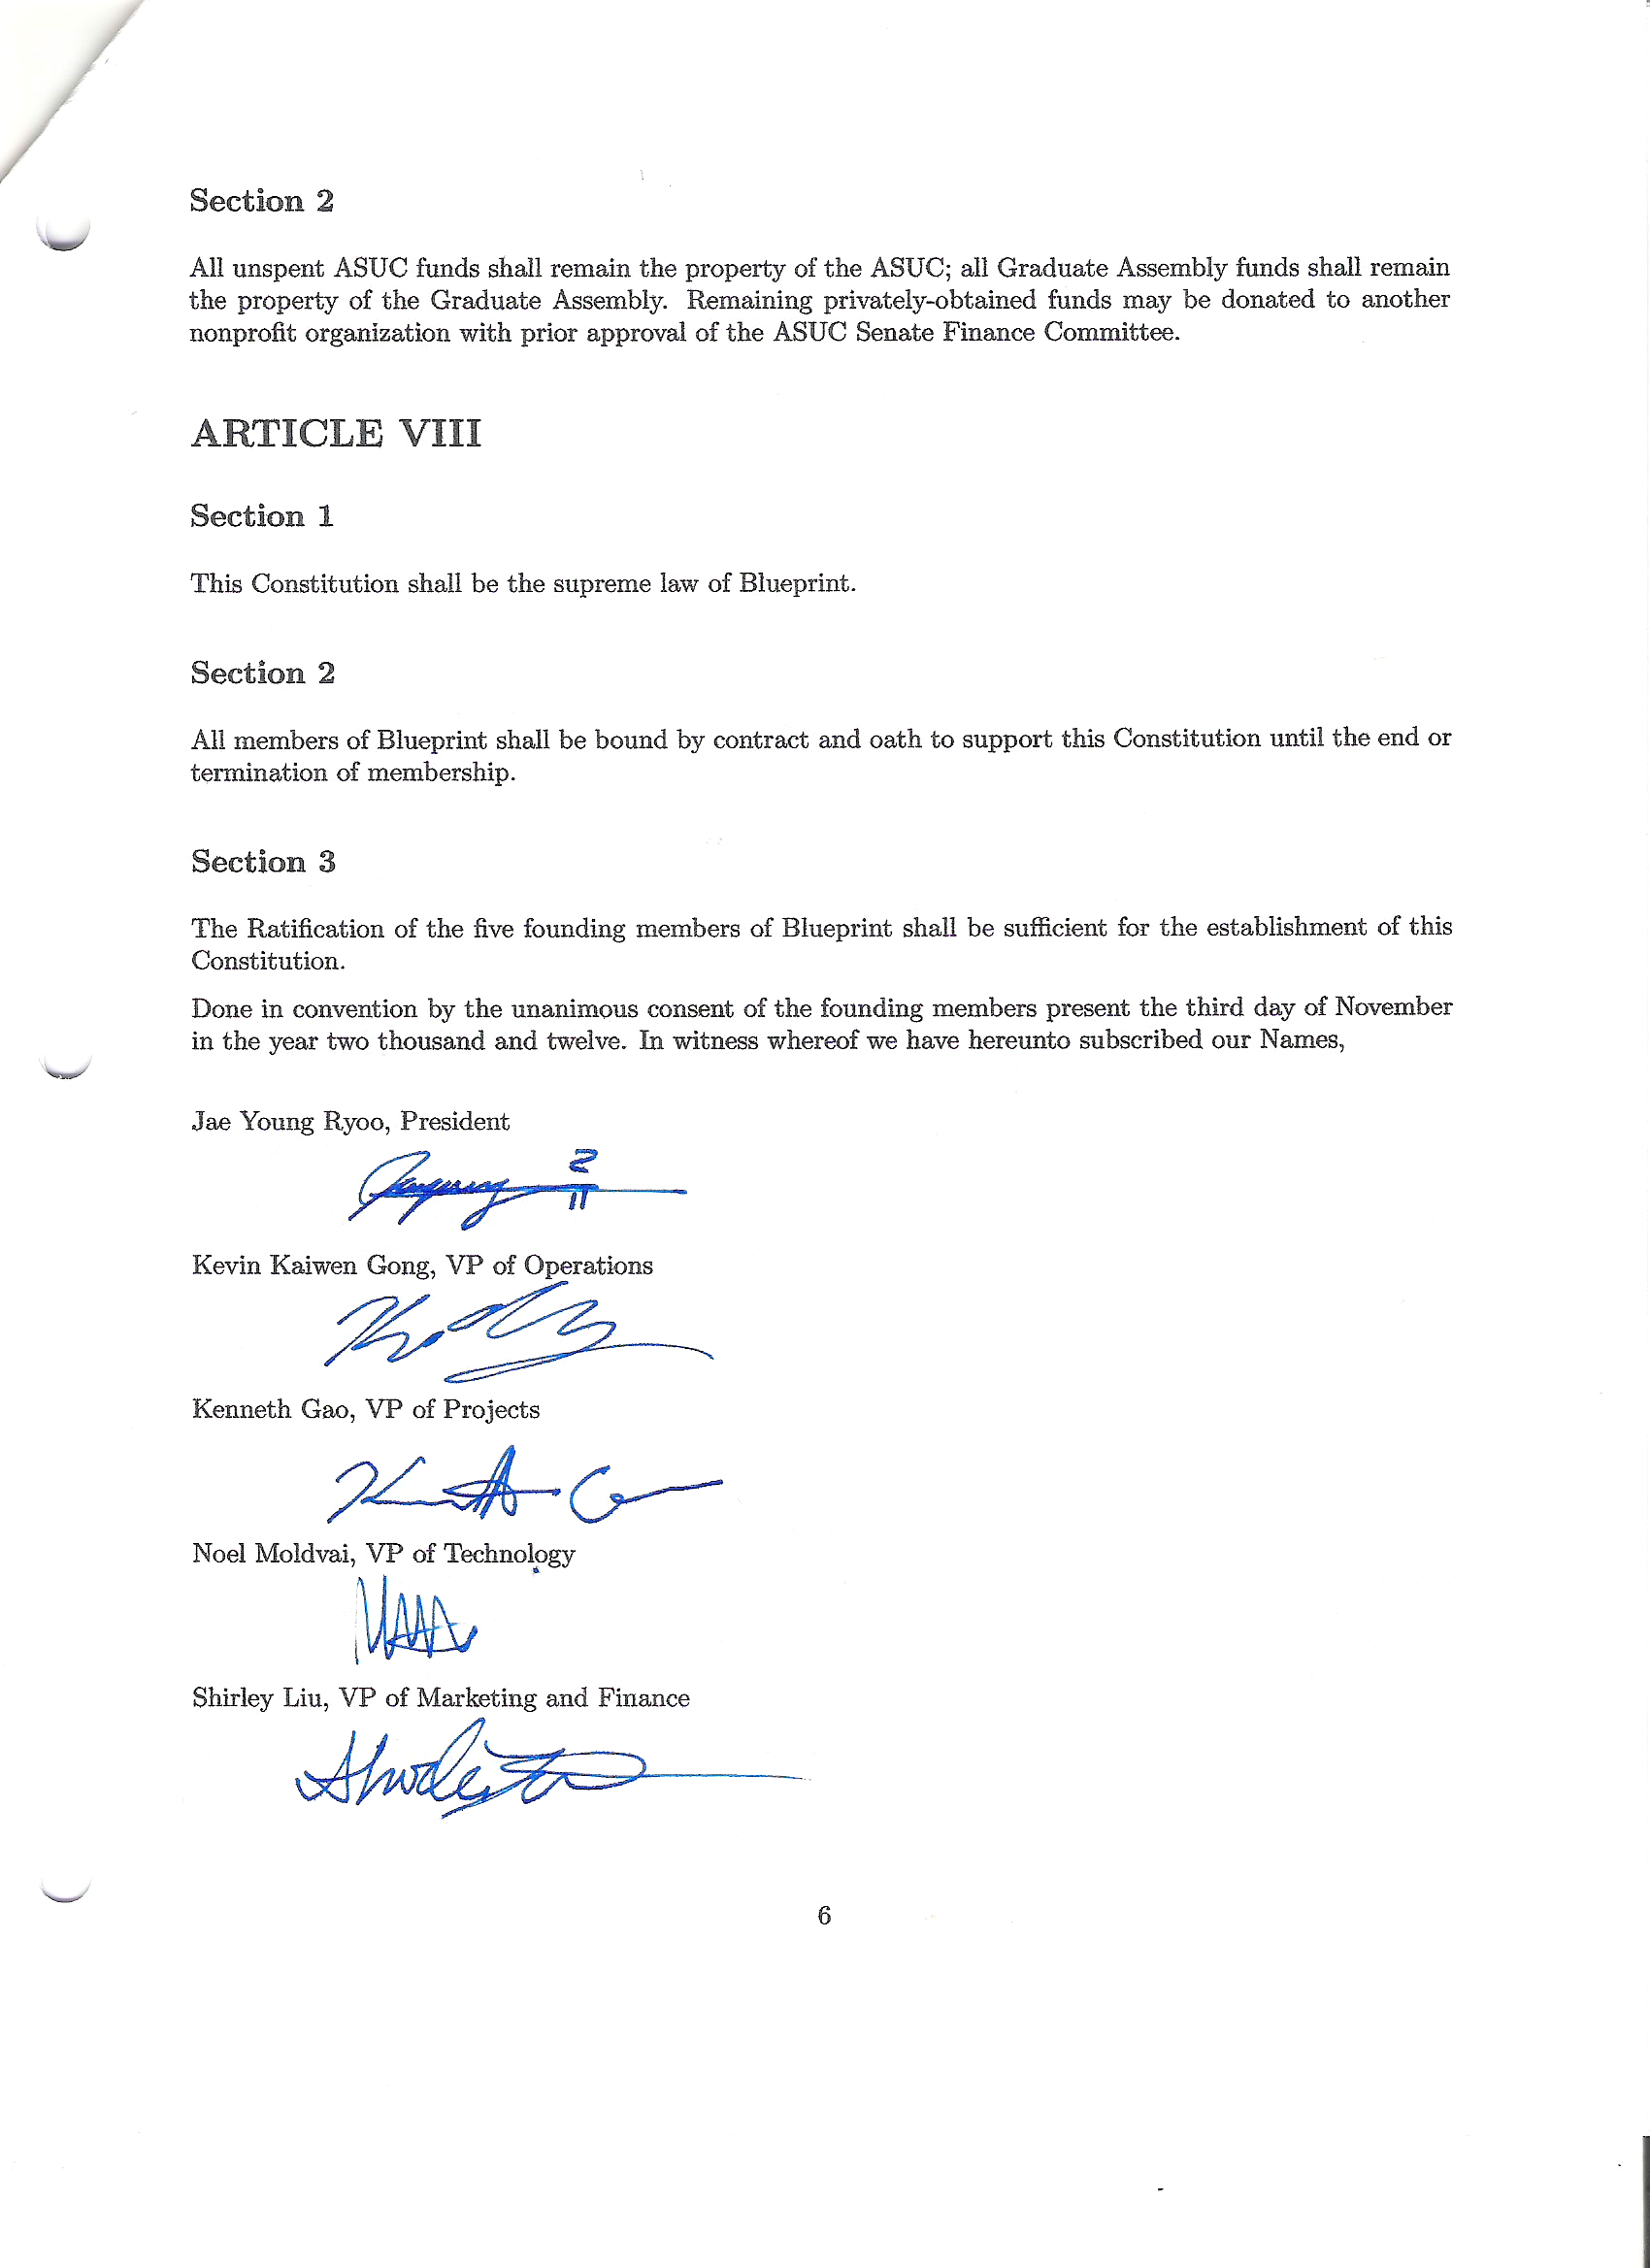 Section 2
All unspent ASUC funds shall remain the property of the ASUC; all Graduate Assembly funds shall remain
the property of the Graduate Assembly. Remaining privately-obtained funds may be donated to another
nonprofit organization with prior approval of the ASUC Senate Finance Committee.
ARTICLE VIII
Section 1
This Constitution shall be the supreme law of Blueprint.
Section 2
All members of Blueprint shall be bound by contract and oath to support this Constitution until the end or
termination of membership.
Section 3
The Ratification of the five founding members of Blueprint shall be sufficient for the establishment of this
Constitution.
Done in convention by the unanimous consent of the founding members present the third day of November
in the year two thousand and twelve. In witness whereof we have hereunto subscribed our Names,
Jae Young Ryoo, President
Kevin Kaiwen Gong, VP of Operations
Kenneth Gao, VP of Projects
Noel Moldvai, VP of Technology
Shirley Liu, VP of Marketing and Finance
6